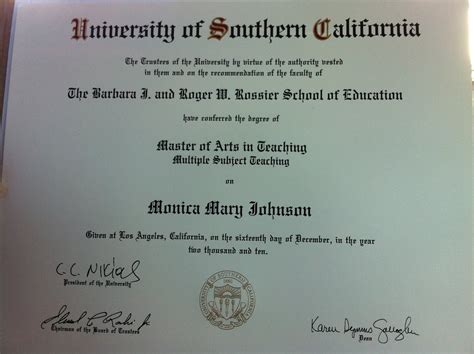 University of Southern California
The Trustees of the University by virtue of the authority vested
in them and on the recommendation of the faculty of
The Barbara J. and Roger W. Rossier School of Education
have conferred the degree of
Master of Arts in Teaching
Multiple Subject Teaching
on
Monica Mary Johnson
Given at Los Angeles, California, on the sixteenth day of December, in the year
two thousand and ten.
C. L. Nikias
President of the University
Chairman of the Board of Trustees
Karen
Dean